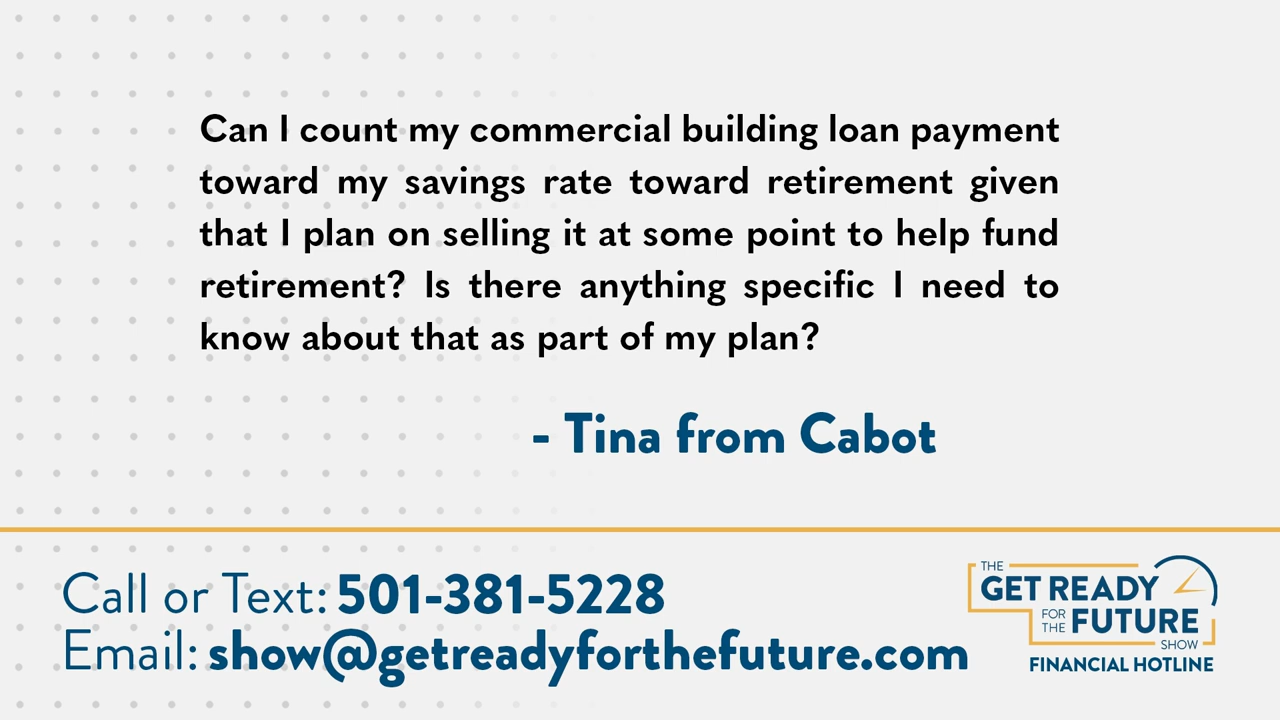 Can I count my commercial building loan payment
toward my savings rate toward retirement given
that I plan on selling it at some point to help fund
retirement? Is there anything specific I need to
know about that as part of my plan?
- Tina from Cabot
Call or Text: 501-381-5228
Email: show@getreadyforthefuture.com
THE
GET READY
FOR THE FUTURE
SHOW
FINANCIAL HOTLINE